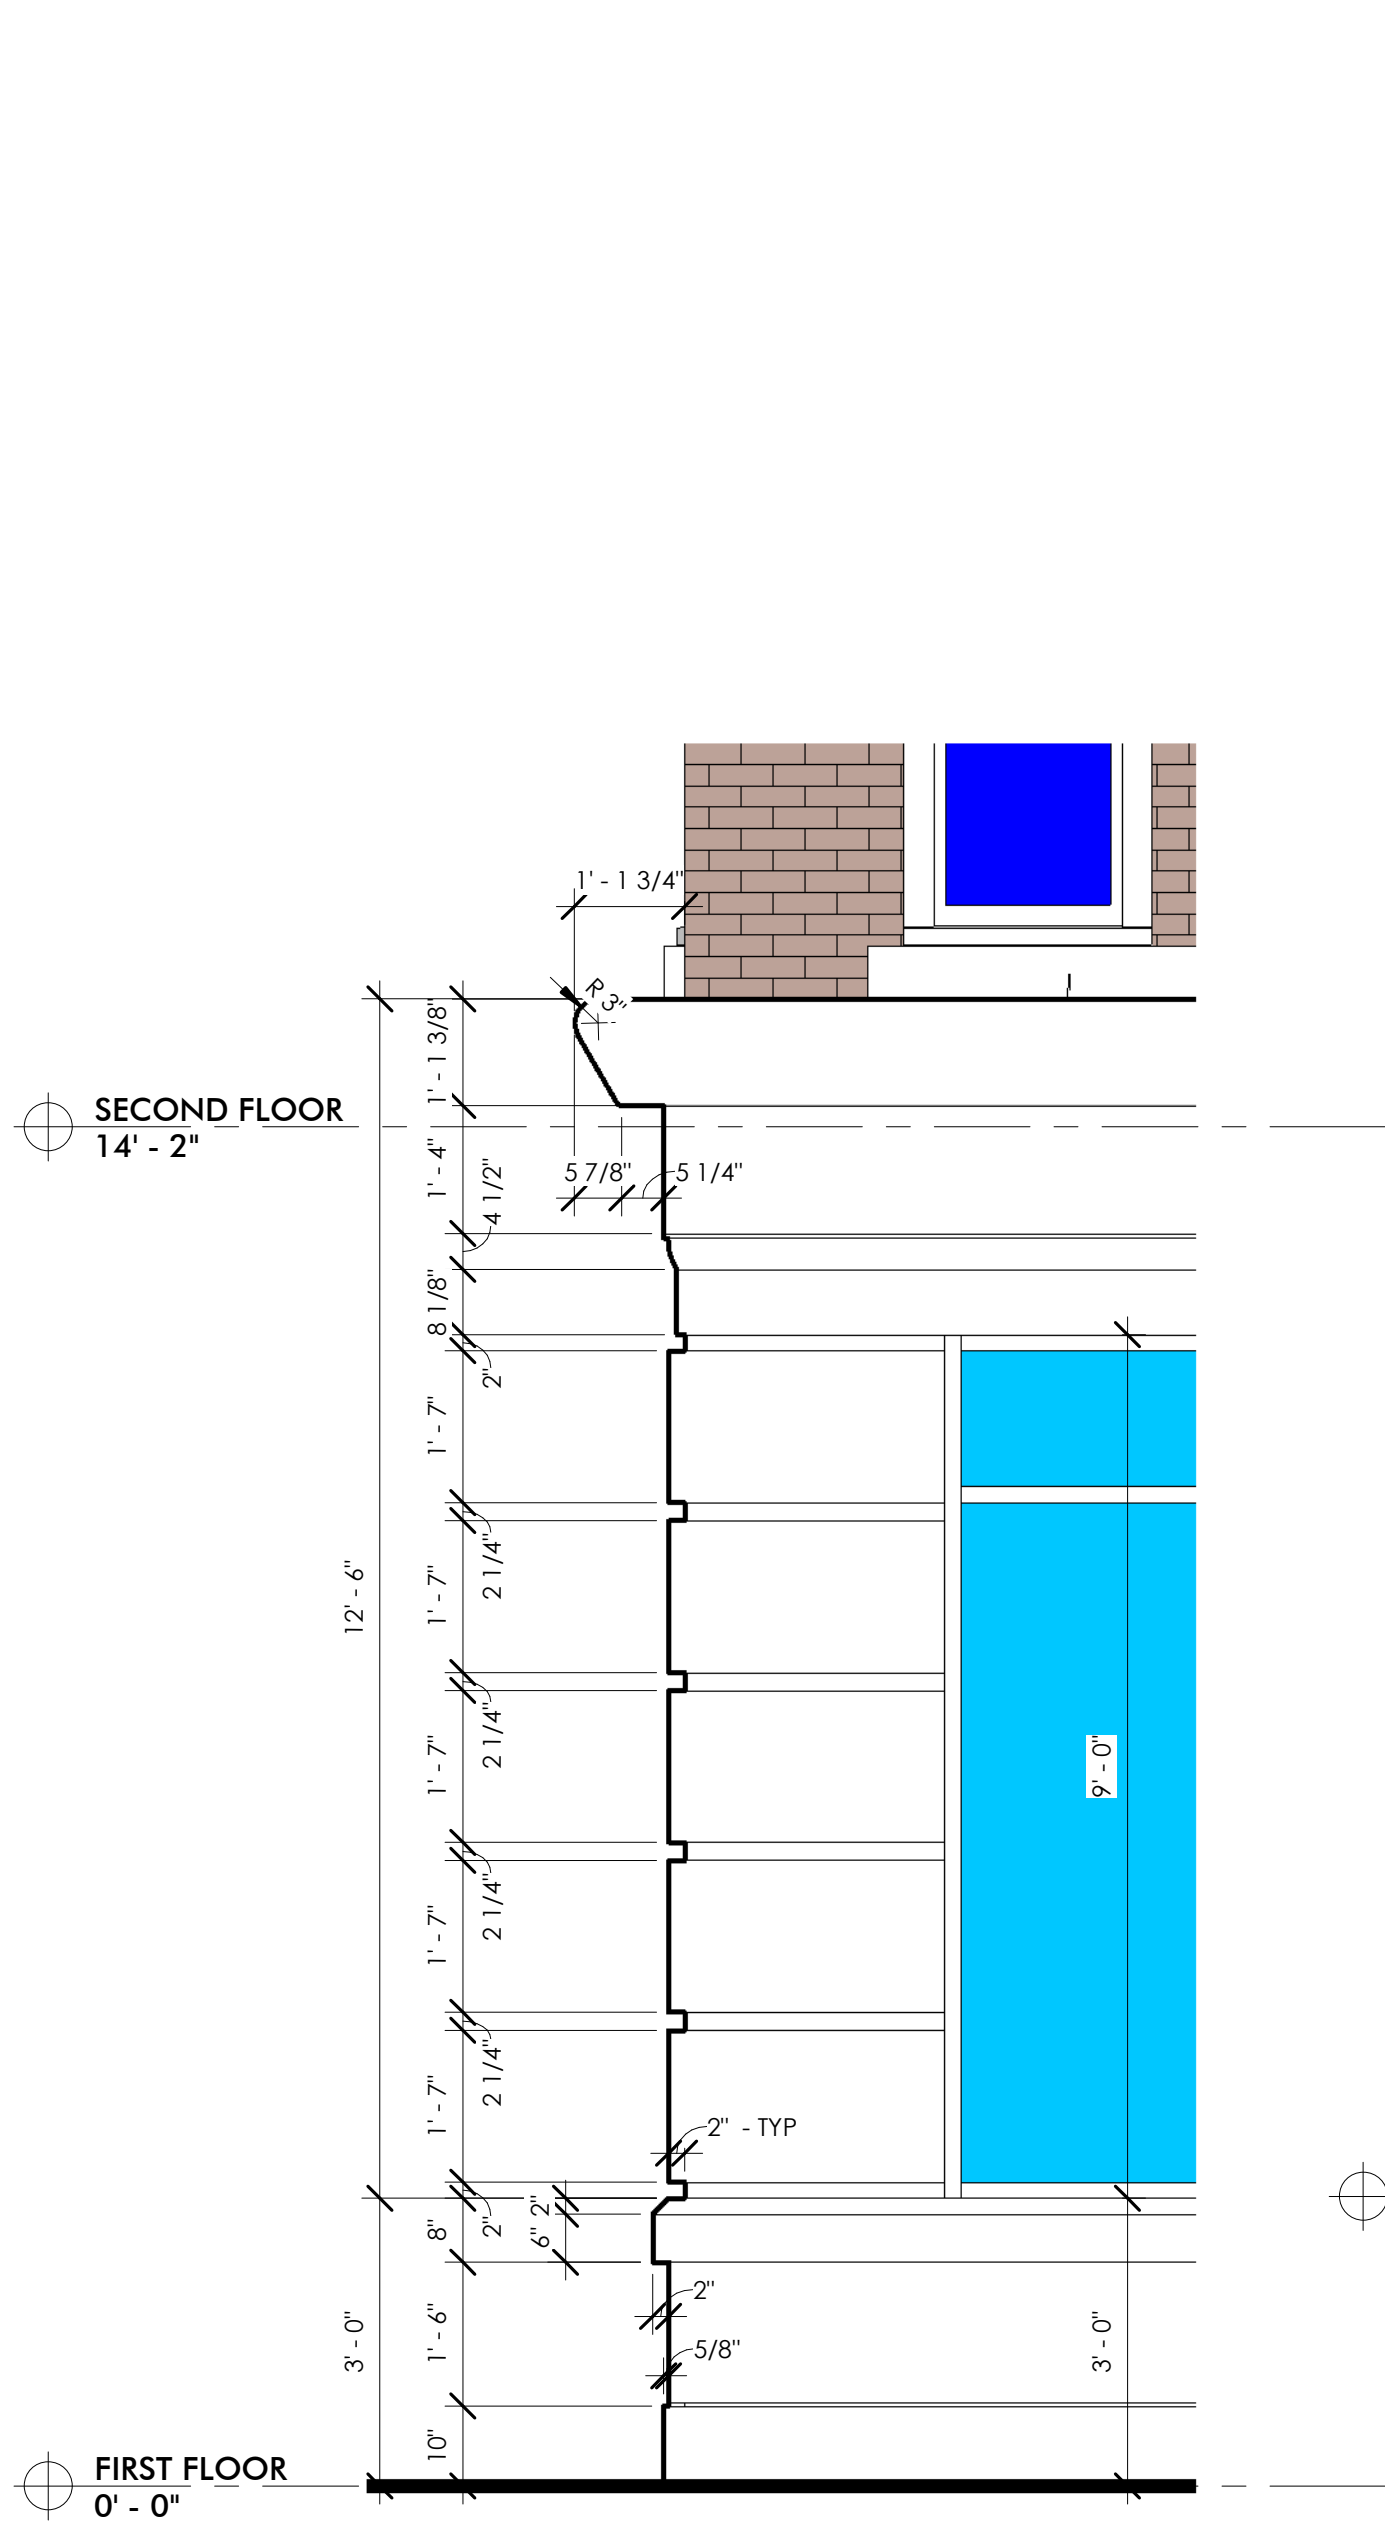 1' - 1 3/4"
R 3"
1' - 1 3/8"
SECOND FLOOR
14' - 2"
1' - 4"
4 1/2"
5 7/8"
5 1/4"
8 1/8"
2"
1' - 7"
2 1/4"
12' - 6"
1' - 7"
2 1/4"
9' - 0"
1' - 7"
2 1/4"
1' - 7"
2 1/4"
1' - 7"
2" - TYP
2"
2"
8"
6"
2"
3' - 0"
1' - 6"
3' - 0"
5/8"
10"
FIRST FLOOR
0' - 0"